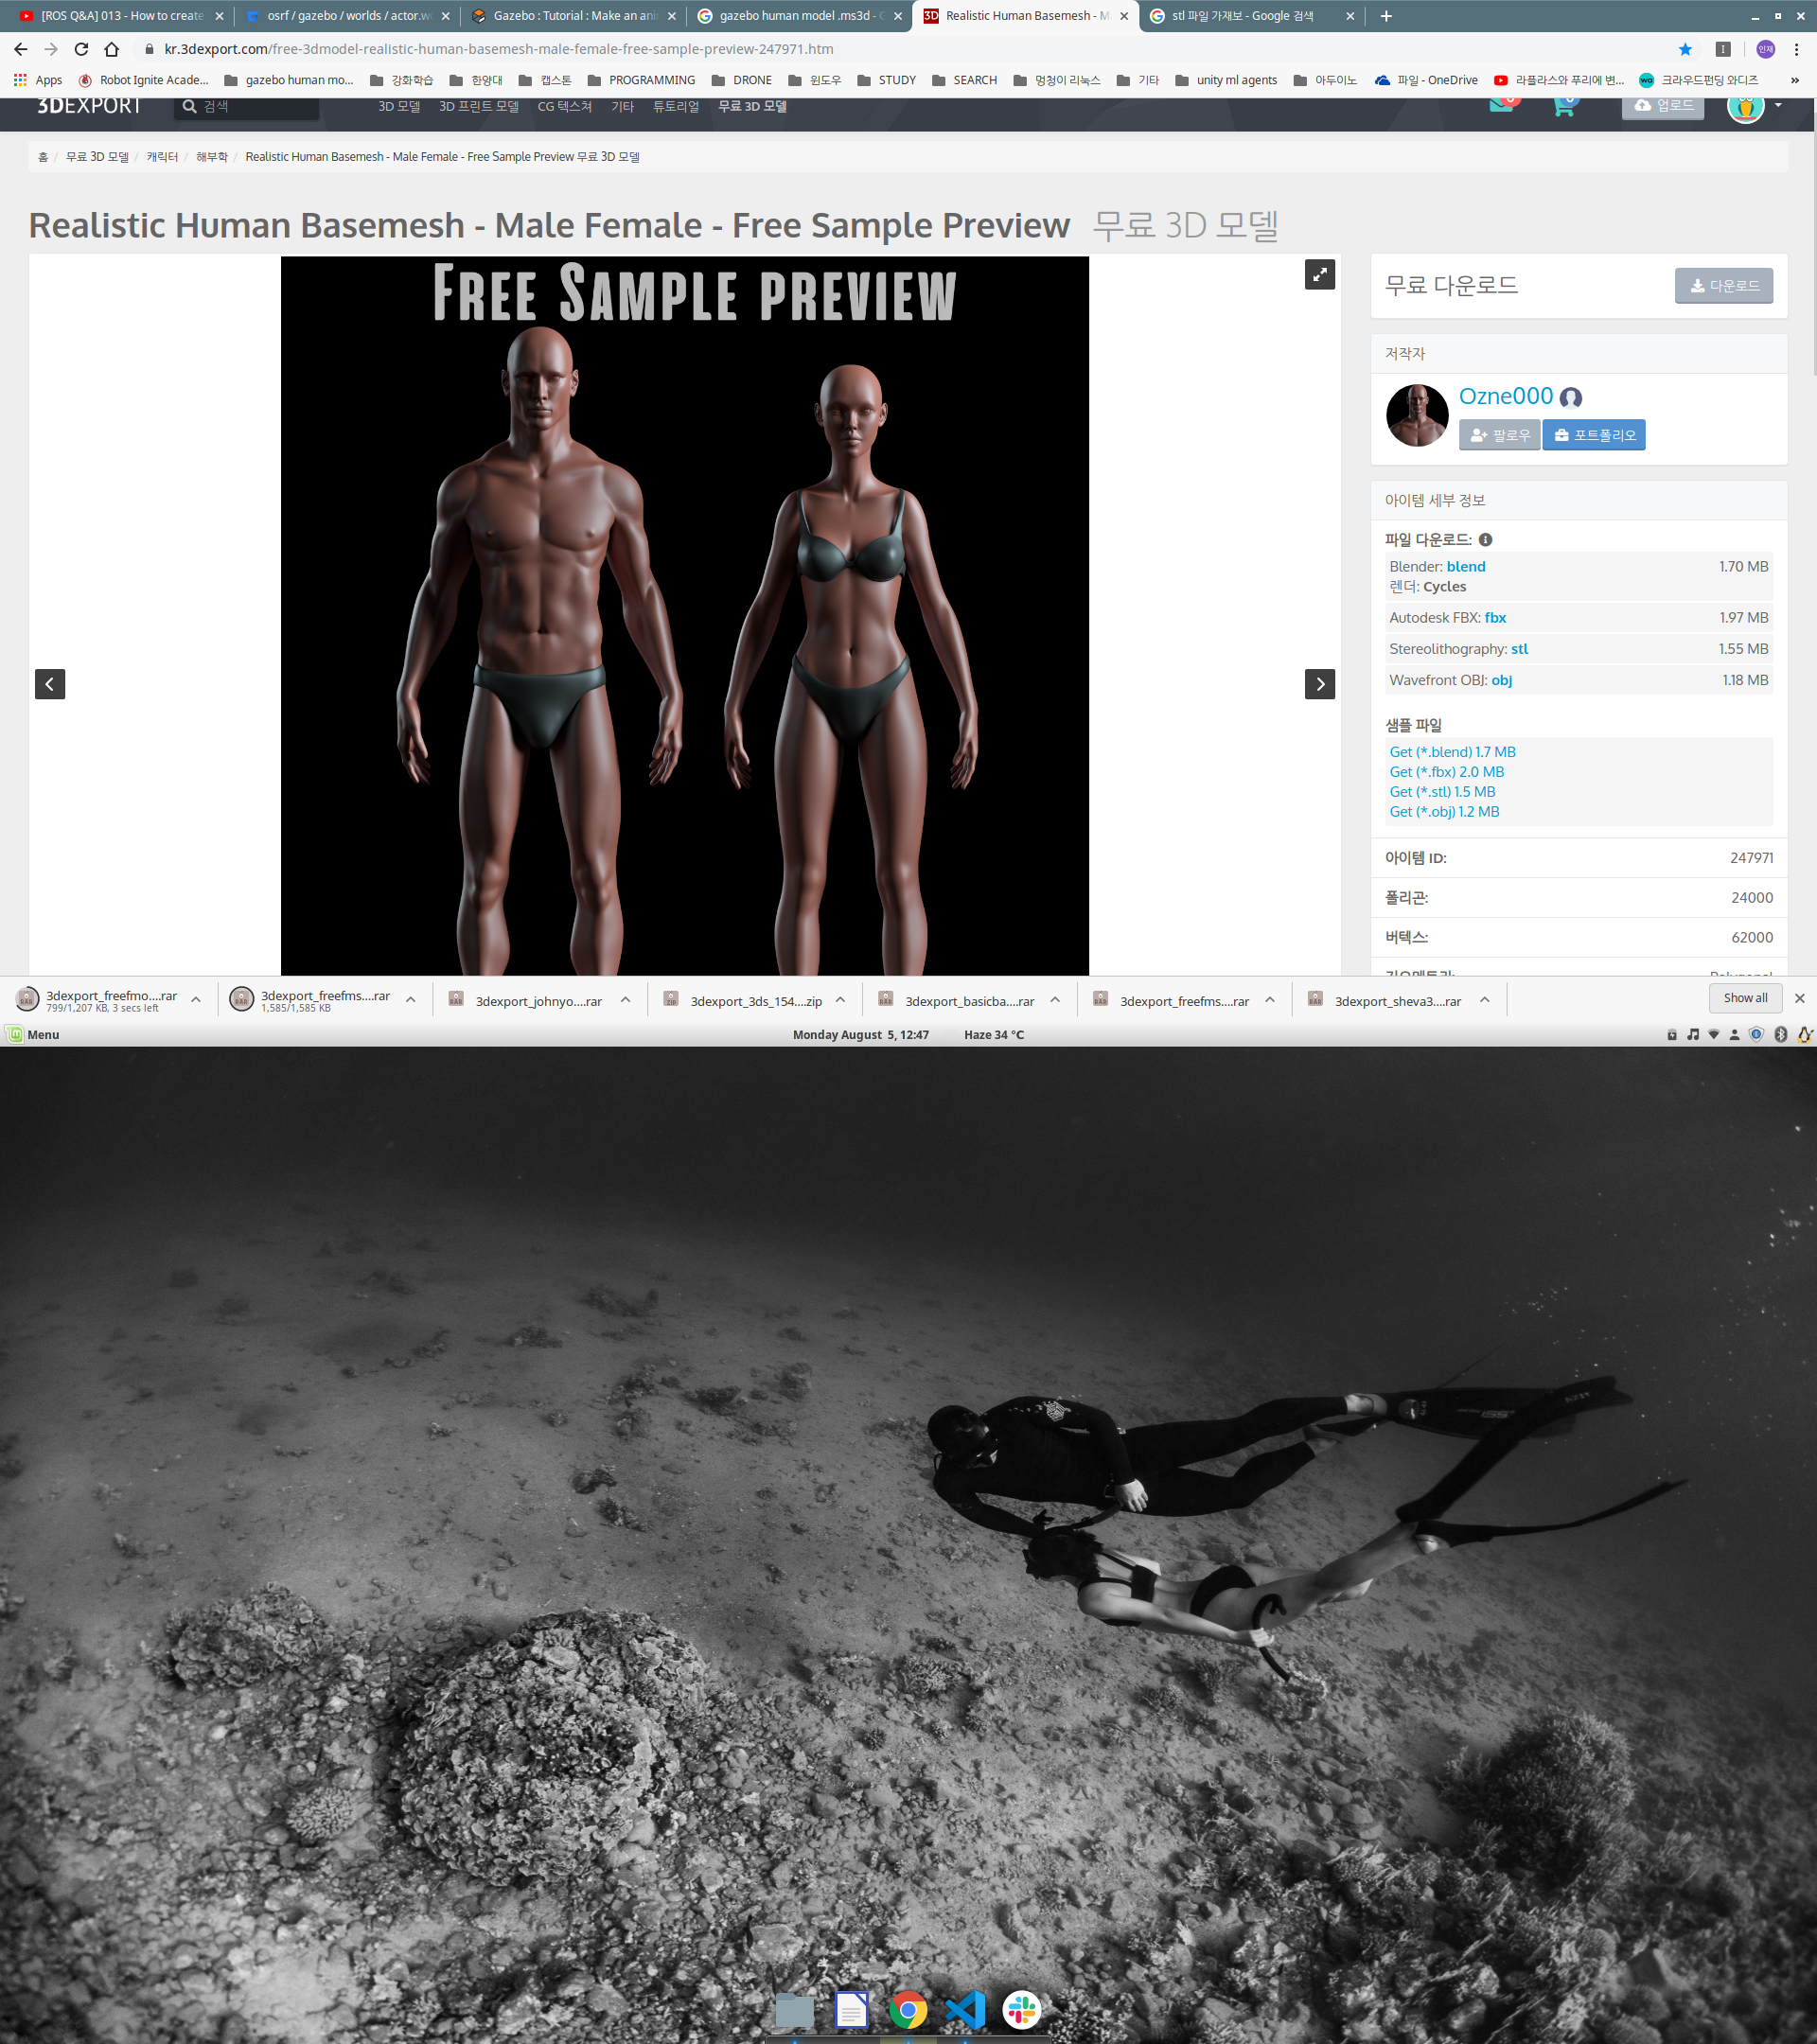 [ROS Q&A] 013 - How to create
osrf / gazebo / worlds / actor.w
Gazebo : Tutorial : Make an ani
gazebo human model .ms3d - G
3D Realistic Human Basemesh - M
stl 파일 가재보 - Google 검색
kr.3dexport.com/free-3dmodel-realistic-human-basemesh-male-female-free-sample-preview-247971.htm
인재
Apps Robot Ignite Acade... gazebo human mo... 강화학습 한양대 캡스톤 PROGRAMMING DRONE 윈도우 STUDY SEARCH 멍청이 리눅스 기타 unity ml agents 아두이노 파일 - OneDrive 라플라스와 푸리에 변... 크라우드펀딩 와디즈 »
3DEXPORT 검색 3D 모델 3D 프린트 모델 CG 텍스쳐 기타 튜토리얼 무료 3D 모델 업로드
홈 / 무료 3D 모델 / 캐릭터 / 해부학 / Realistic Human Basemesh - Male Female - Free Sample Preview 무료 3D 모델
Realistic Human Basemesh - Male Female - Free Sample Preview 무료 3D 모델
FREE SAMPLE PREVIEW
무료 다운로드 다운로드
저작자
Ozne000
팔로우 포트폴리오
아이템 세부 정보
파일 다운로드:
Blender: blend 1.70 MB
렌더: Cycles
Autodesk FBX: fbx 1.97 MB
Stereolithography: stl 1.55 MB
Wavefront OBJ: obj 1.18 MB
샘플 파일
Get (*.blend) 1.7 MB
Get (*.fbx) 2.0 MB
Get (*.stl) 1.5 MB
Get (*.obj) 1.2 MB
아이템 ID: 247971
폴리곤: 24000
버텍스: 62000
지오메트리: Polygonal
3dexport_freefmo....rar
799/1,207 KB, 3 secs left
3dexport_freefms....rar
1,585/1,585 KB
3dexport_johnyo....rar
3dexport_3ds_154....zip
3dexport_basicba....rar
3dexport_freefms....rar
3dexport_sheva3....rar
Show all
Menu Monday August 5, 12:47 Haze 34 °C